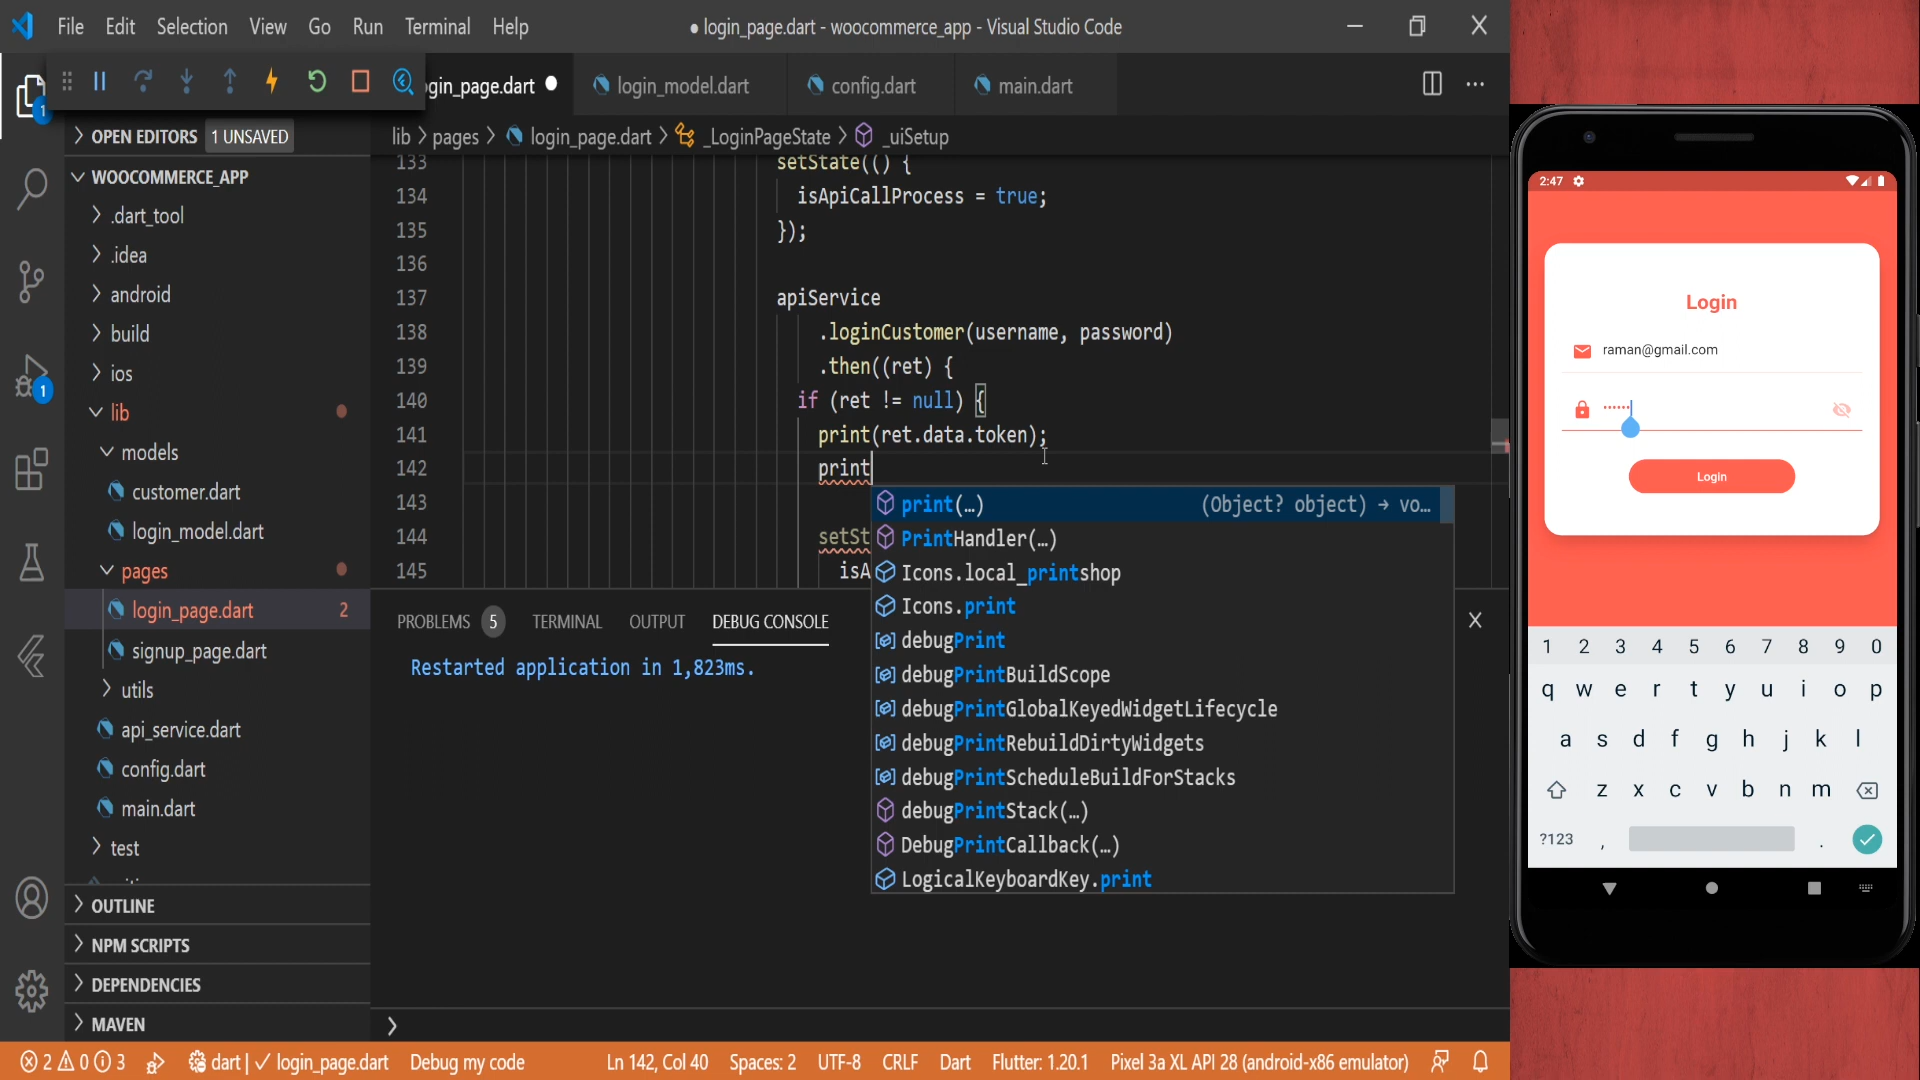 File Edit Selection View Go Run Terminal Help
● login_page.dart - woocommerce_app - Visual Studio Code
gin_page.dart
login_model.dart
config.dart
main.dart
1
OPEN EDITORS 1 UNSAVED
WOOCOMMERCE_APP
.dart_tool
.idea
android
build
ios
lib
models
customer.dart
login_model.dart
pages
login_page.dart 2
signup_page.dart
utils
api_service.dart
config.dart
main.dart
test
OUTLINE
NPM SCRIPTS
DEPENDENCIES
MAVEN
1
lib > pages > login_page.dart > _LoginPageState > _uiSetup
133 setState(() {
134 isApiCallProcess = true;
135 });
136
137 apiService
138 .loginCustomer(username, password)
139 .then((ret) {
140 if (ret != null) {
141 print(ret.data.token);
142 print
143
144 setSt
145 isA
print(…) (Object? object) → vo...
PrintHandler(…)
Icons.local_printshop
Icons.print
debugPrint
debugPrintBuildScope
debugPrintGlobalKeyedWidgetLifecycle
debugPrintRebuildDirtyWidgets
debugPrintScheduleBuildForStacks
debugPrintStack(…)
DebugPrintCallback(…)
LogicalKeyboardKey.print
PROBLEMS 5 TERMINAL OUTPUT DEBUG CONSOLE
Restarted application in 1,823ms.
2 0 3 dart | ✓ login_page.dart Debug my code Ln 142, Col 40 Spaces: 2 UTF-8 CRLF Dart Flutter: 1.20.1 Pixel 3a XL API 28 (android-x86 emulator)
2:47
Login
raman@gmail.com
••••••
Login
1 2 3 4 5 6 7 8 9 0
q w e r t y u i o p
a s d f g h j k l
z x c v b n m
?123 , .